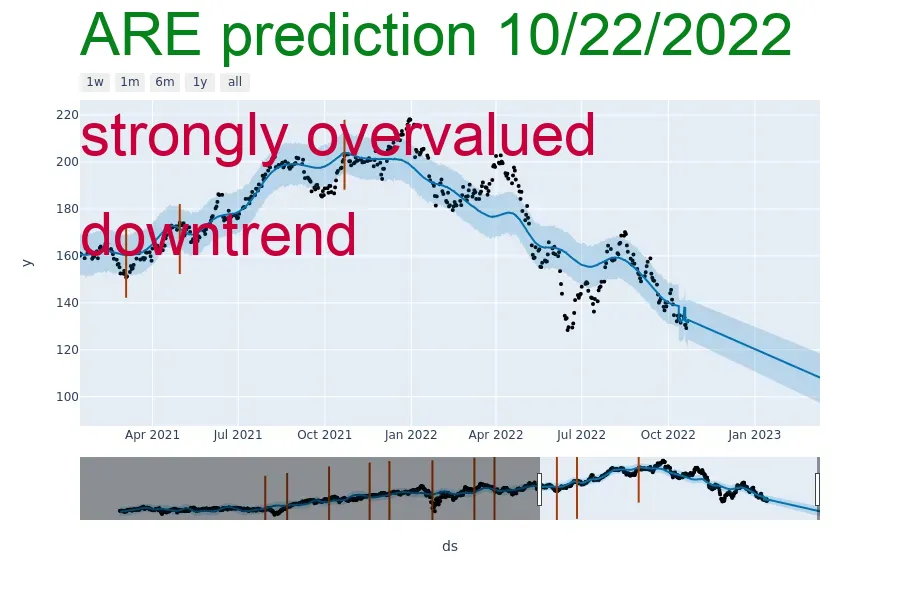 ARE prediction 10/22/2022
1w 1m 6m 1y all
strongly overvalued
downtrend
220
200
180
160
140
120
100
y
Apr 2021 Jul 2021 Oct 2021 Jan 2022 Apr 2022 Jul 2022 Oct 2022 Jan 2023
ds